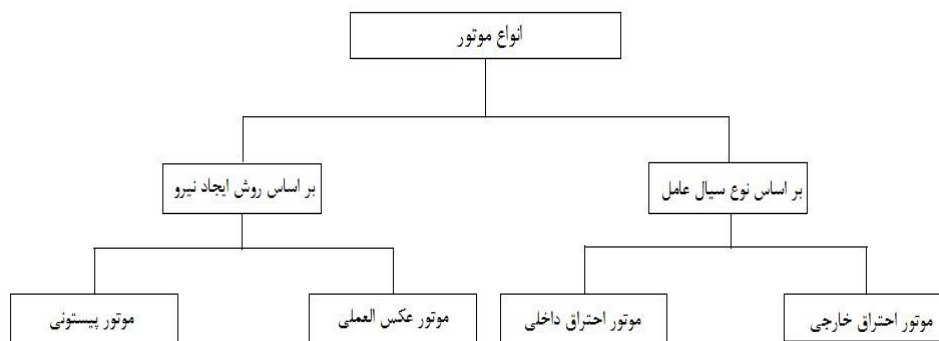 انواع موتور
بر اساس نوع سیال عامل
بر اساس روش ایجاد نیرو
موتور احتراق خارجی
موتور احتراق داخلی
موتور عکس العملی
موتور پیستونی